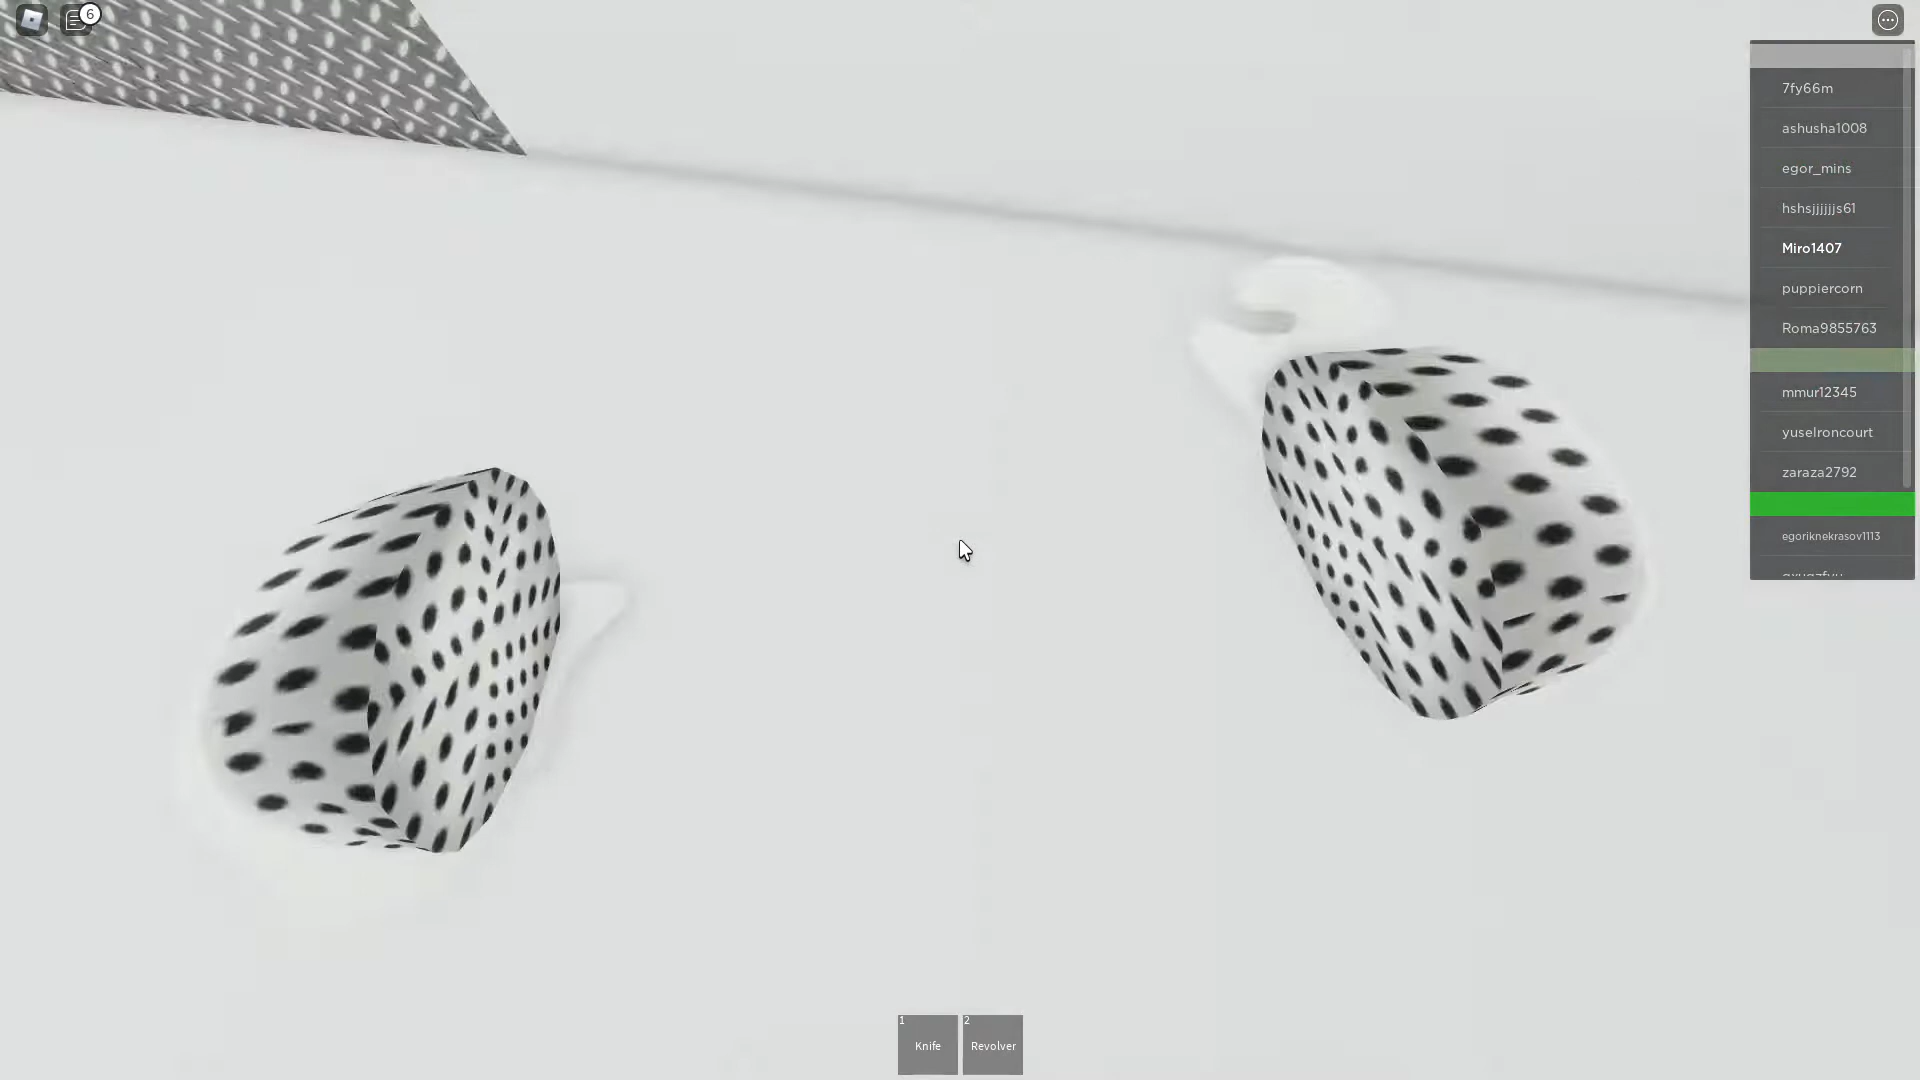 6
7fy66m
ashusha1008
egor_mins
hshsjjjjjjs61
Miro1407
puppiercorn
Roma9855763
mmur12345
yuselroncourt
zaraza2792
egoriknekrasov1113
1
Knife
2
Revolver